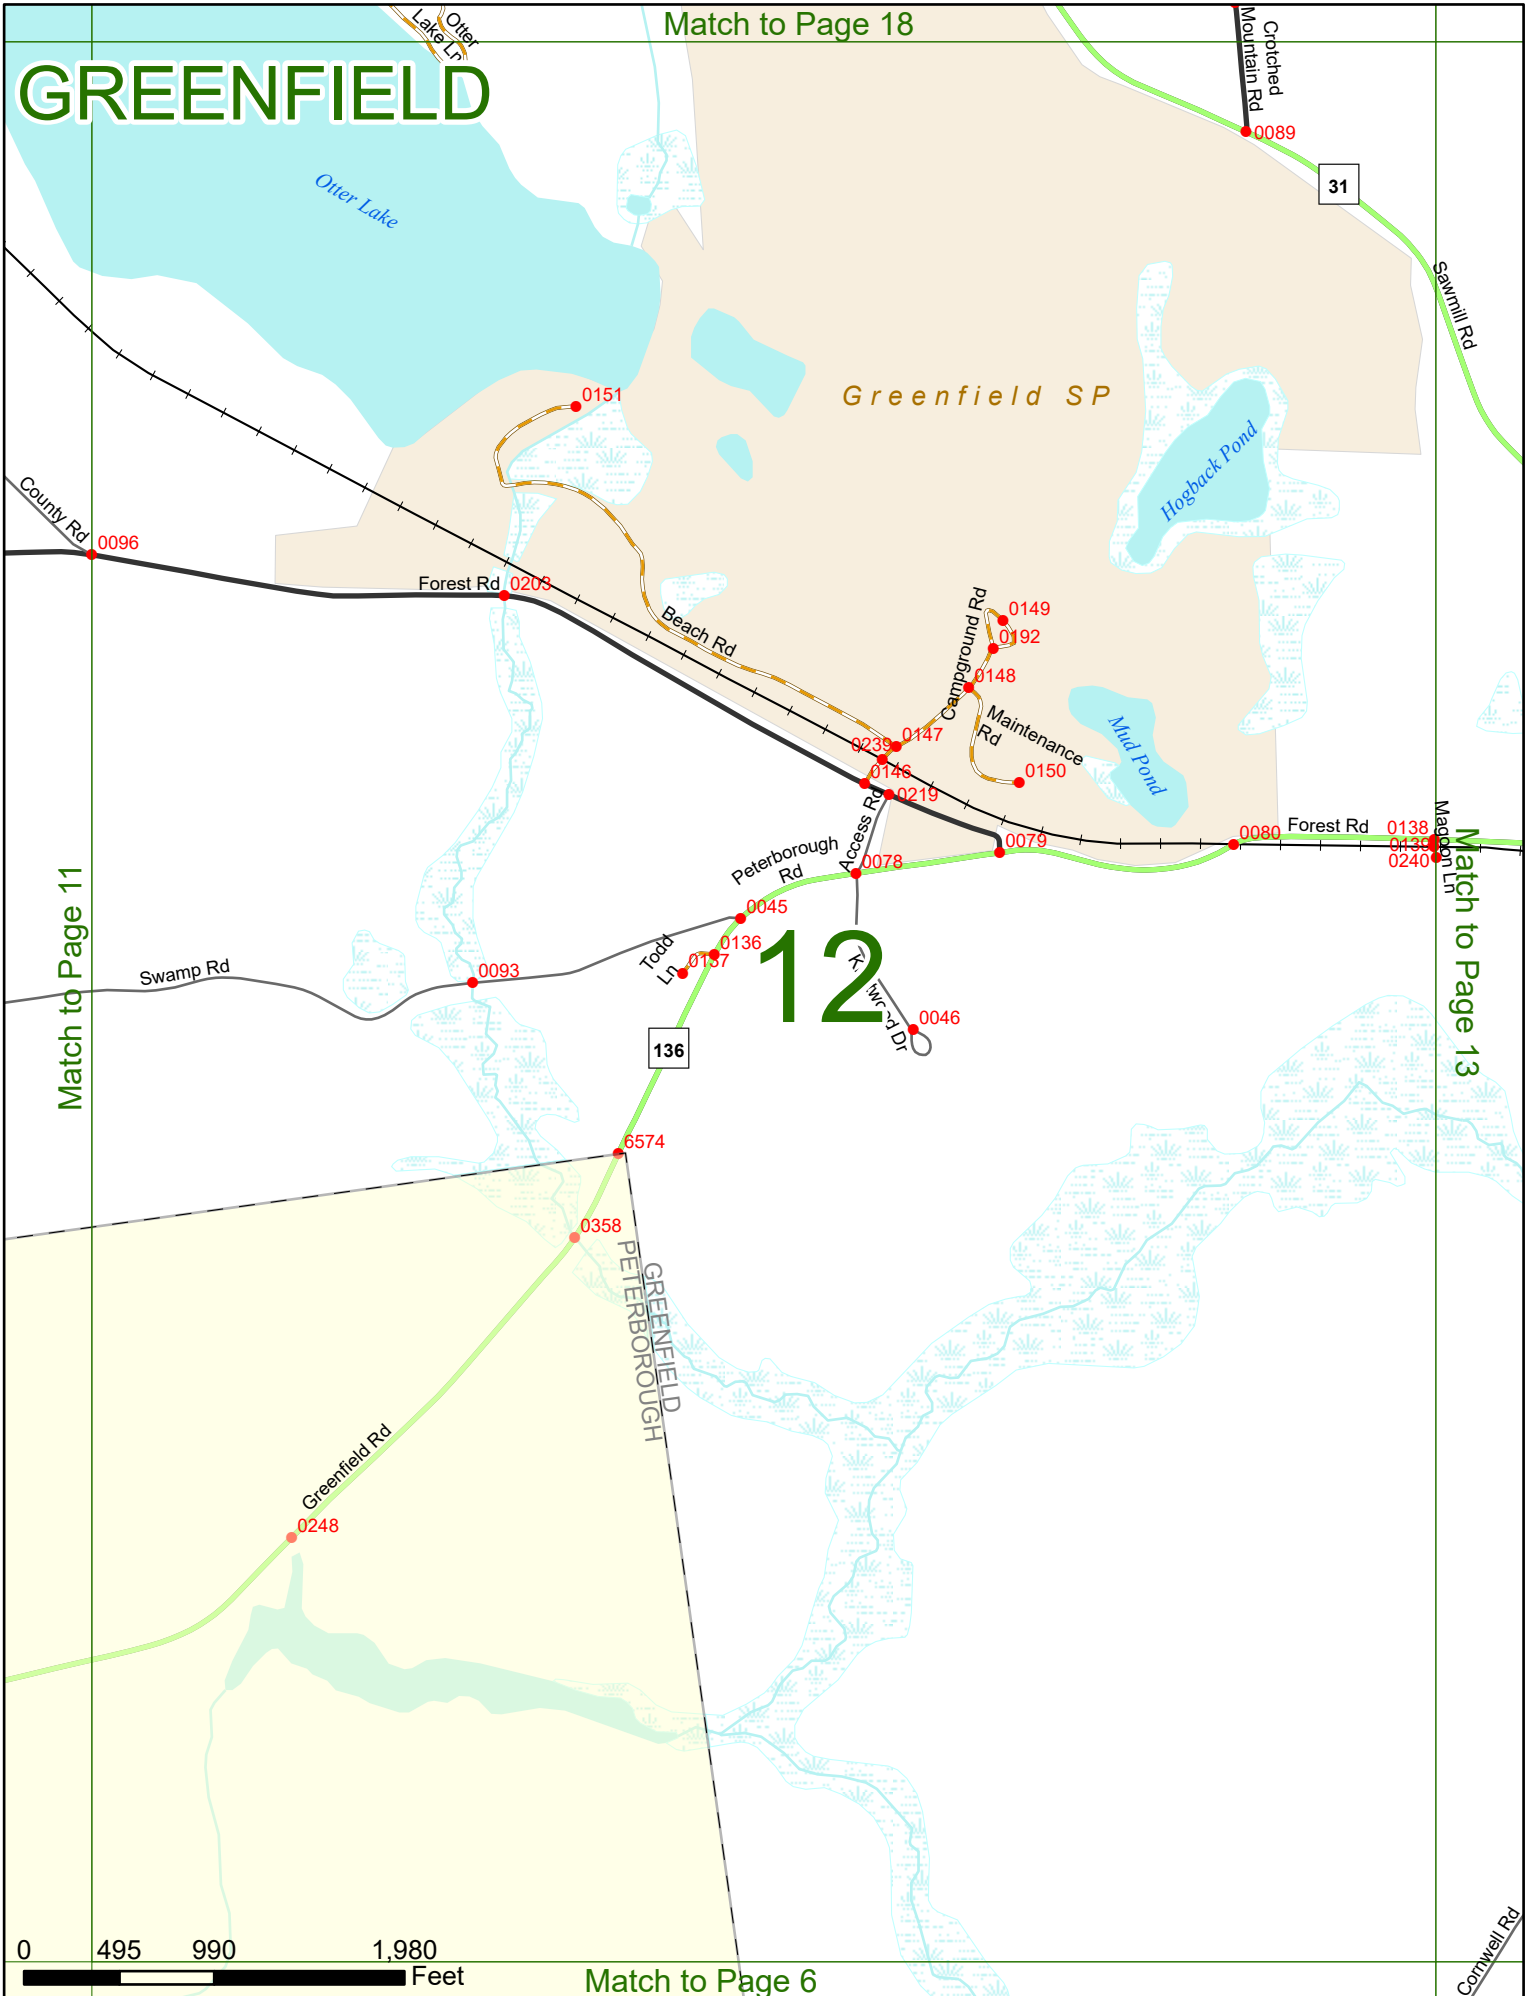 Match to Page 18
Otter
Lake Ln
Crotched
Mountain Rd
GREENFIELD
0089
31
Otter Lake
Sawmill Rd
0151
Greenfield SP
Hogback Pond
County Rd
0096
Forest Rd
0203
Beach Rd
Campground Rd
0149
0192
0148
Maintenance
Rd
Mud Pond
0147
0239
0146
0150
0219
Access Rd
0079
0080
Forest Rd
0138
0139
0240
Magoon Ln
Peterborough
Rd
0078
Match to Page 11
Match to Page 13
0045
0136
0137
Todd
Ln
12
Swamp Rd
0093
Dr
0046
136
6574
0358
GREENFIELD
PETERBOROUGH
Greenfield Rd
0248
Cornwell Rd
0 495 990 1,980
Feet
Match to Page 6